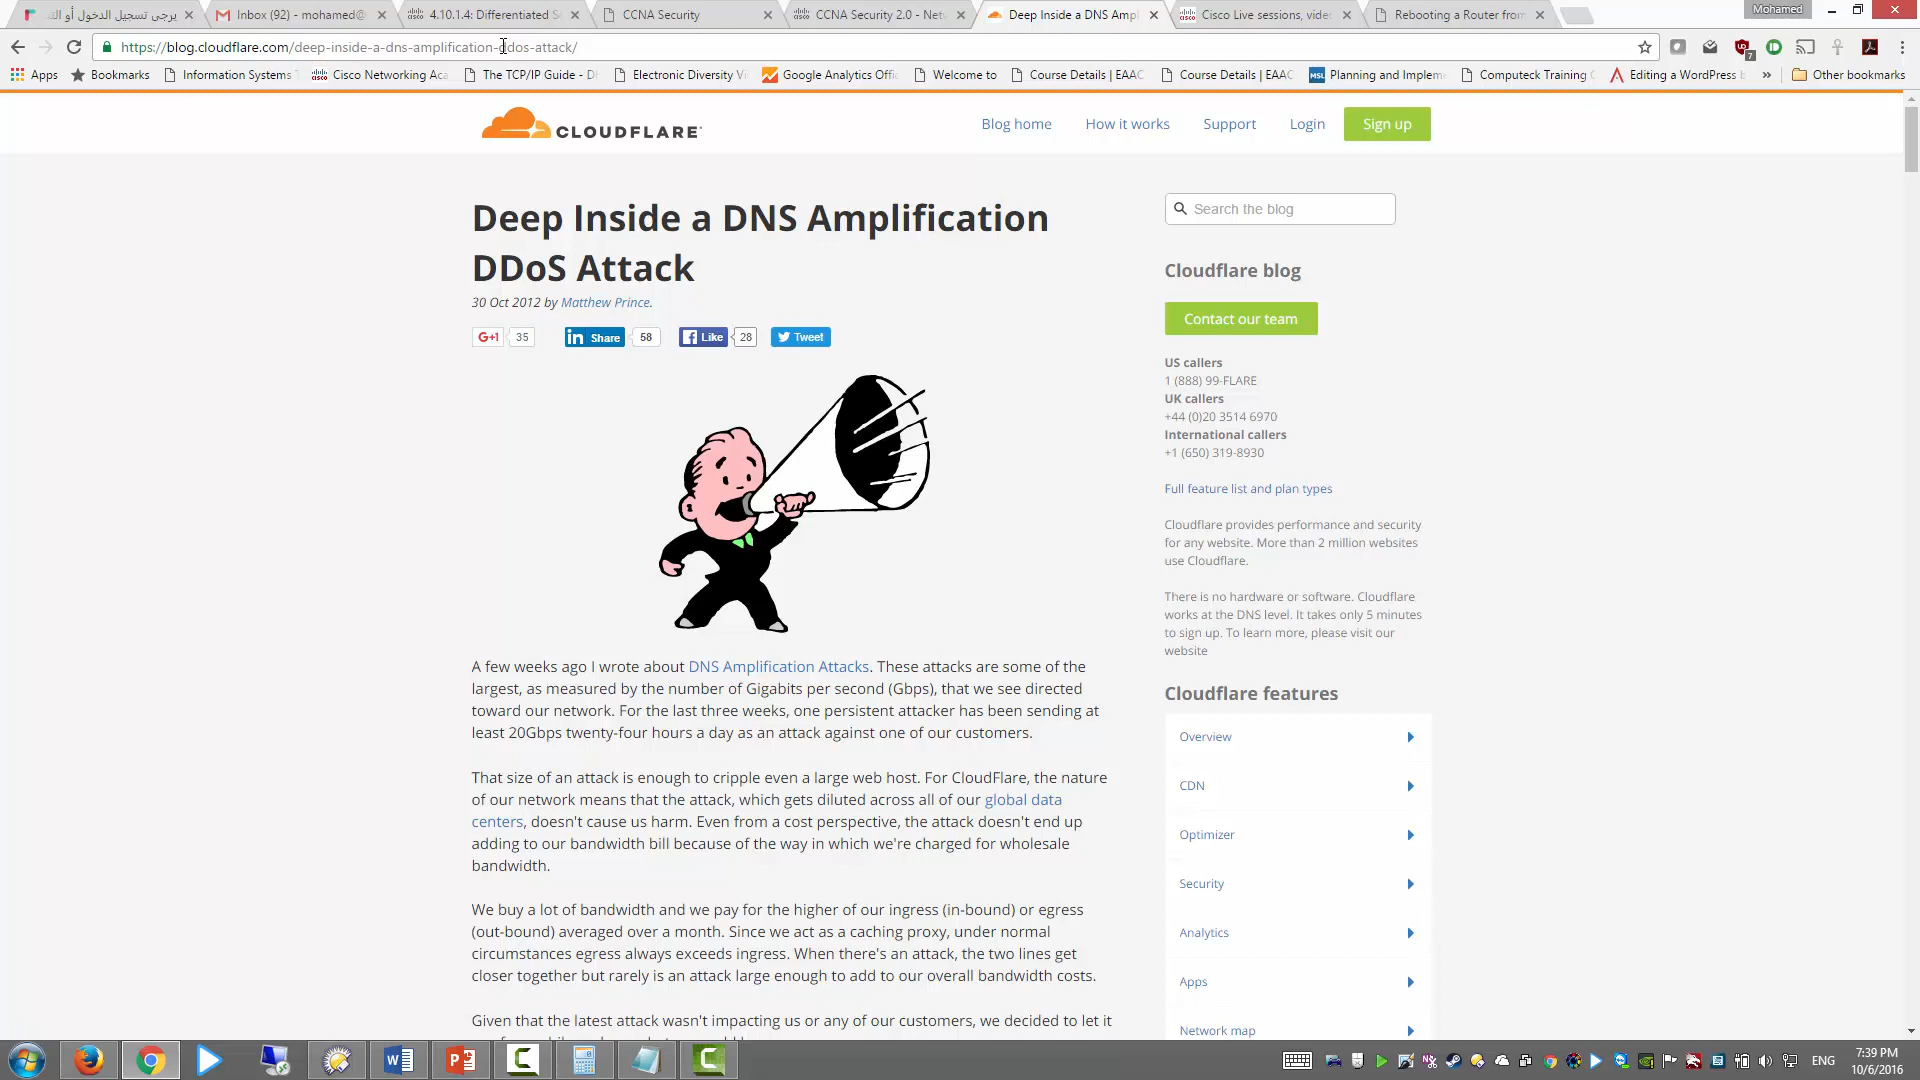 يرجى تسجيل الدخول أو الت
Inbox (92) - mohamed@
4.10.1.4: Differentiated S
CCNA Security
CCNA Security 2.0 - Net
Deep Inside a DNS Ampl
Cisco Live sessions, vide
Rebooting a Router from
Mohamed
https://blog.cloudflare.com/deep-inside-a-dns-amplification-ddos-attack/
7
Apps
Bookmarks
Information Systems
Cisco Networking Aca
The TCP/IP Guide - D
Electronic Diversity Vi
Google Analytics Offic
Welcome to
Course Details | EAAC
Course Details | EAAC
MSL
Planning and Impleme
Computeck Training C
Editing a WordPress b
»
Other bookmarks
CLOUDFLARE
Blog home
How it works
Support
Login
Sign up
Deep Inside a DNS Amplification
DDoS Attack
30 Oct 2012 by Matthew Prince.
G+1
35
in Share
58
Like
28
Tweet
Search the blog
Cloudflare blog
Contact our team
US callers
1 (888) 99-FLARE
UK callers
+44 (0)20 3514 6970
International callers
+1 (650) 319-8930
Full feature list and plan types
Cloudflare provides performance and security
for any website. More than 2 million websites
use Cloudflare.
There is no hardware or software. Cloudflare
works at the DNS level. It takes only 5 minutes
to sign up. To learn more, please visit our
website
Cloudflare features
Overview
CDN
Optimizer
Security
Analytics
Apps
Network map
A few weeks ago I wrote about DNS Amplification Attacks. These attacks are some of the
largest, as measured by the number of Gigabits per second (Gbps), that we see directed
toward our network. For the last three weeks, one persistent attacker has been sending at
least 20Gbps twenty-four hours a day as an attack against one of our customers.
That size of an attack is enough to cripple even a large web host. For CloudFlare, the nature
of our network means that the attack, which gets diluted across all of our global data
centers, doesn't cause us harm. Even from a cost perspective, the attack doesn't end up
adding to our bandwidth bill because of the way in which we're charged for wholesale
bandwidth.
We buy a lot of bandwidth and we pay for the higher of our ingress (in-bound) or egress
(out-bound) averaged over a month. Since we act as a caching proxy, under normal
circumstances egress always exceeds ingress. When there's an attack, the two lines get
closer together but rarely is an attack large enough to add to our overall bandwidth costs.
Given that the latest attack wasn't impacting us or any of our customers, we decided to let it
ENG
7:39 PM
10/6/2016